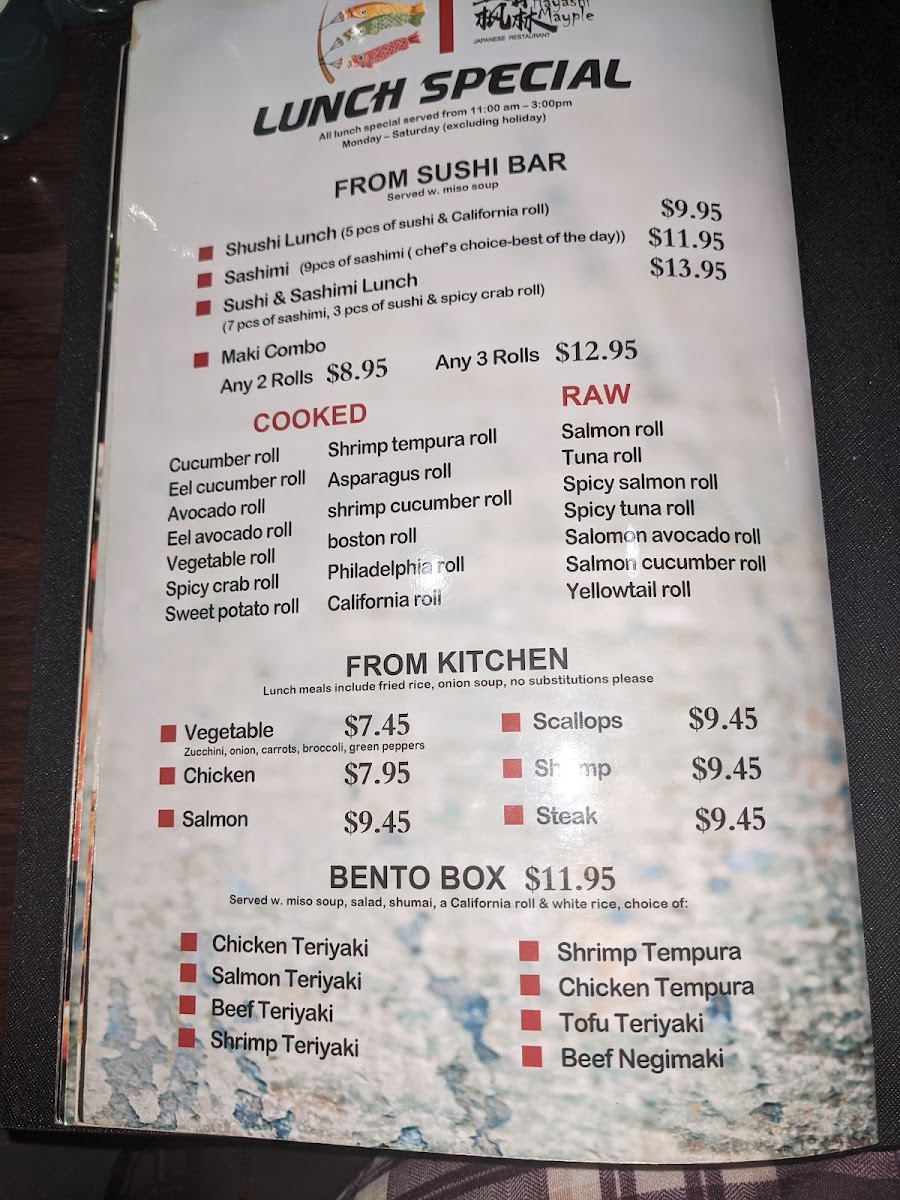 枫林
Mayple
JAPANESE RESTAURANT
LUNCH SPECIAL
All lunch special served from 11:00 am – 3:00pm
Monday – Saturday (excluding holiday)
FROM SUSHI BAR
Served w. miso soup
Shushi Lunch (5 pcs of sushi & California roll) $9.95
Sashimi (9pcs of sashimi ( chef's choice-best of the day)) $11.95
Sushi & Sashimi Lunch $13.95
(7 pcs of sashimi, 3 pcs of sushi & spicy crab roll)
Maki Combo
Any 2 Rolls $8.95 Any 3 Rolls $12.95
COOKED
Cucumber roll
Eel cucumber roll
Avocado roll
Eel avocado roll
Vegetable roll
Spicy crab roll
Sweet potato roll
Shrimp tempura roll
Asparagus roll
shrimp cucumber roll
boston roll
Philadelphia roll
California roll
RAW
Salmon roll
Tuna roll
Spicy salmon roll
Spicy tuna roll
Salomon avocado roll
Salmon cucumber roll
Yellowtail roll
FROM KITCHEN
Lunch meals include fried rice, onion soup, no substitutions please
Vegetable $7.45
Zucchini, onion, carrots, broccoli, green peppers
Chicken $7.95
Salmon $9.45
Scallops $9.45
Shrimp $9.45
Steak $9.45
BENTO BOX $11.95
Served w. miso soup, salad, shumai, a California roll & white rice, choice of:
Chicken Teriyaki
Salmon Teriyaki
Beef Teriyaki
Shrimp Teriyaki
Shrimp Tempura
Chicken Tempura
Tofu Teriyaki
Beef Negimaki